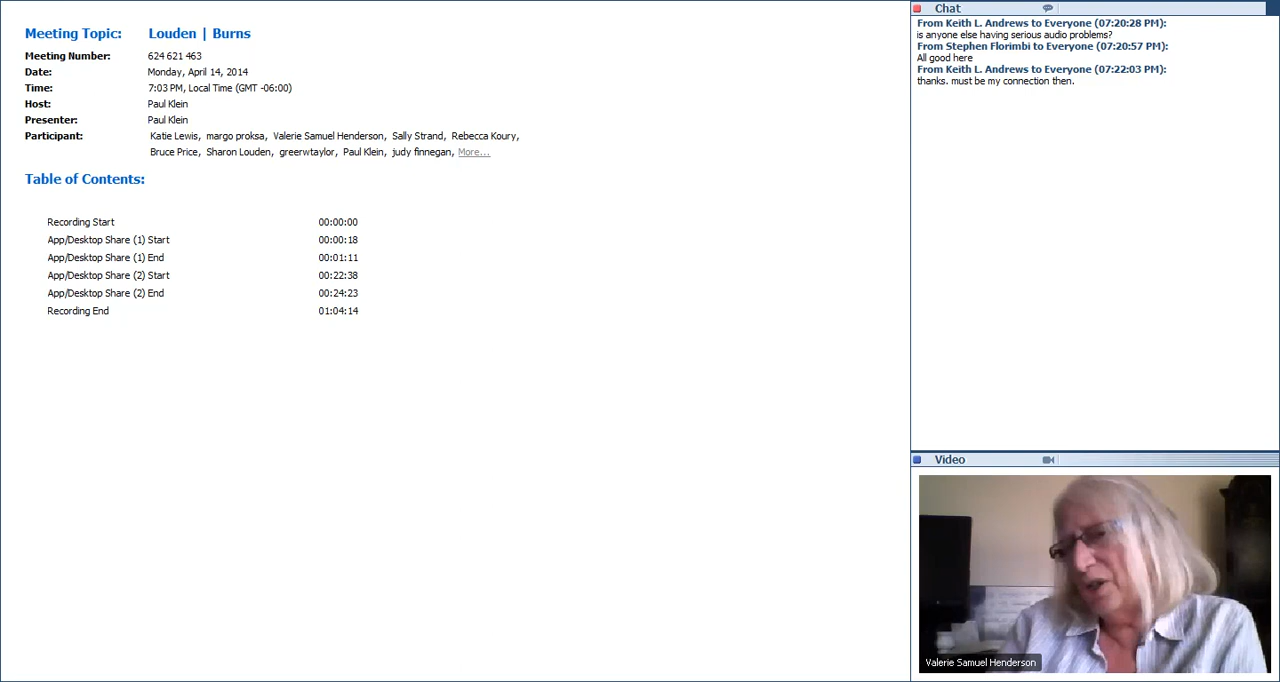 Meeting Topic: Louden | Burns
Meeting Number: 624 621 463
Date: Monday, April 14, 2014
Time: 7:03 PM, Local Time (GMT -06:00)
Host: Paul Klein
Presenter: Paul Klein
Participant: Katie Lewis, margo proksa, Valerie Samuel Henderson, Sally Strand, Rebecca Koury,
Bruce Price, Sharon Louden, greerwtaylor, Paul Klein, judy finnegan, More...
Table of Contents:
Recording Start 00:00:00
App/Desktop Share (1) Start 00:00:18
App/Desktop Share (1) End 00:01:11
App/Desktop Share (2) Start 00:22:38
App/Desktop Share (2) End 00:24:23
Recording End 01:04:14
Chat
From Keith L. Andrews to Everyone (07:20:28 PM):
is anyone else having serious audio problems?
From Stephen Florimbi to Everyone (07:20:57 PM):
All good here
From Keith L. Andrews to Everyone (07:22:03 PM):
thanks. must be my connection then.
Video
Valerie Samuel Henderson